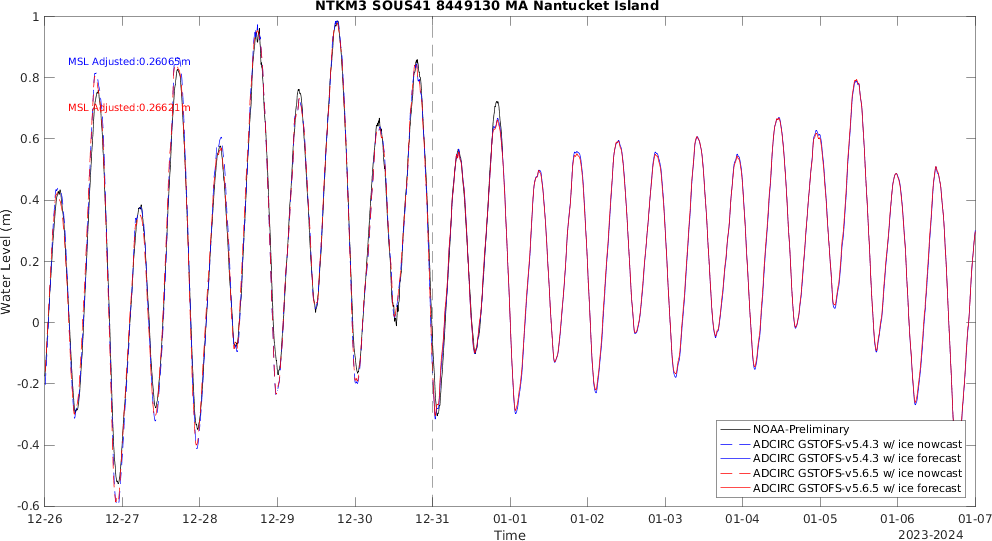 NTKM3 SOUS41 8449130 MA Nantucket Island
MSL Adjusted:0.26065m
MSL Adjusted:0.26621m
Water Level (m)
1
0.8
0.6
0.4
0.2
0
-0.2
-0.4
-0.6
NOAA-Preliminary
ADCIRC GSTOFS-v5.4.3 w/ ice nowcast
ADCIRC GSTOFS-v5.4.3 w/ ice forecast
ADCIRC GSTOFS-v5.6.5 w/ ice nowcast
ADCIRC GSTOFS-v5.6.5 w/ ice forecast
12-26 12-27 12-28 12-29 12-30 12-31 01-01 01-02 01-03 01-04 01-05 01-06 01-07
Time
2023-2024